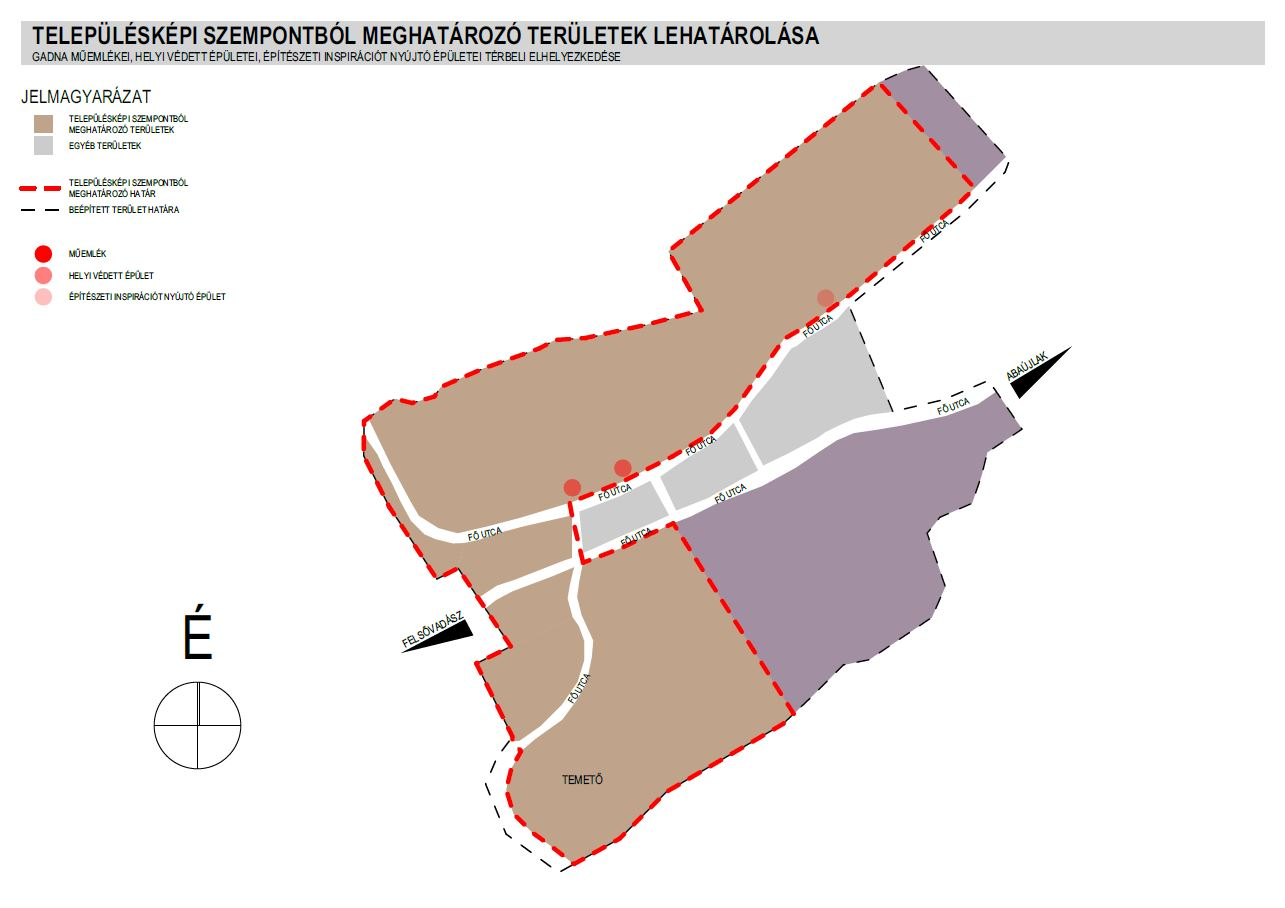 TELEPÜLÉSKÉPI SZEMPONTBÓL MEGHATÁROZÓ TERÜLETEK LEHATÁROLÁSA
GADNA MŰEMLÉKEI, HELYI VÉDETT ÉPÜLETEI, ÉPÍTÉSZETI INSPIRÁCIÓT NYÚJTÓ ÉPÜLETEI TÉRBELI ELHELYEZKEDÉSE
JELMAGYARÁZAT
TELEPÜLÉSKÉPI SZEMPONTBÓL
MEGHATÁROZÓ TERÜLETEK
EGYÉB TERÜLETEK
TELEPÜLÉSKÉPI SZEMPONTBÓL
MEGHATÁROZÓ HATÁR
BEÉPÍTETT TERÜLET HATÁRA
MŰEMLÉK
HELYI VÉDETT ÉPÜLET
ÉPÍTÉSZETI INSPIRÁCIÓT NYÚJTÓ ÉPÜLET
FŐ UTCA
FŐ UTCA
ABAÚJLAK
FŐ UTCA
FŐ UTCA
FŐ UTCA
FŐ UTCA
FŐ UTCA
FŐ UTCA
FELSŐVADÁSZ
É
FŐ UTCA
TEMETŐ